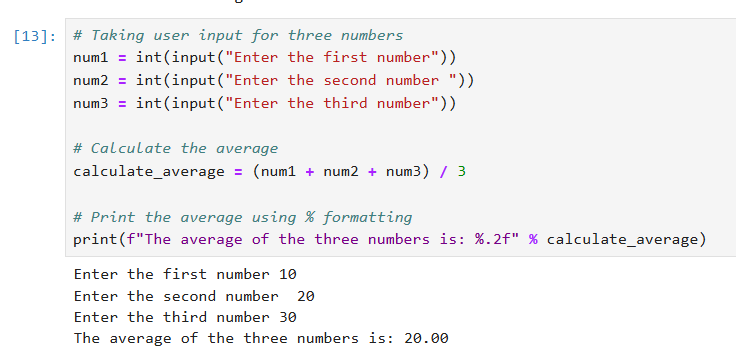 [13]: # Taking user input for three numbers
num1 = int(input("Enter the first number"))
num2 = int(input("Enter the second number "))
num3 = int(input("Enter the third number"))
# Calculate the average
calculate_average = (num1 + num2 + num3) / 3
# Print the average using % formatting
print(f"The average of the three numbers is: %.2f" % calculate_average)
Enter the first number 10
Enter the second number  20
Enter the third number 30
The average of the three numbers is: 20.00